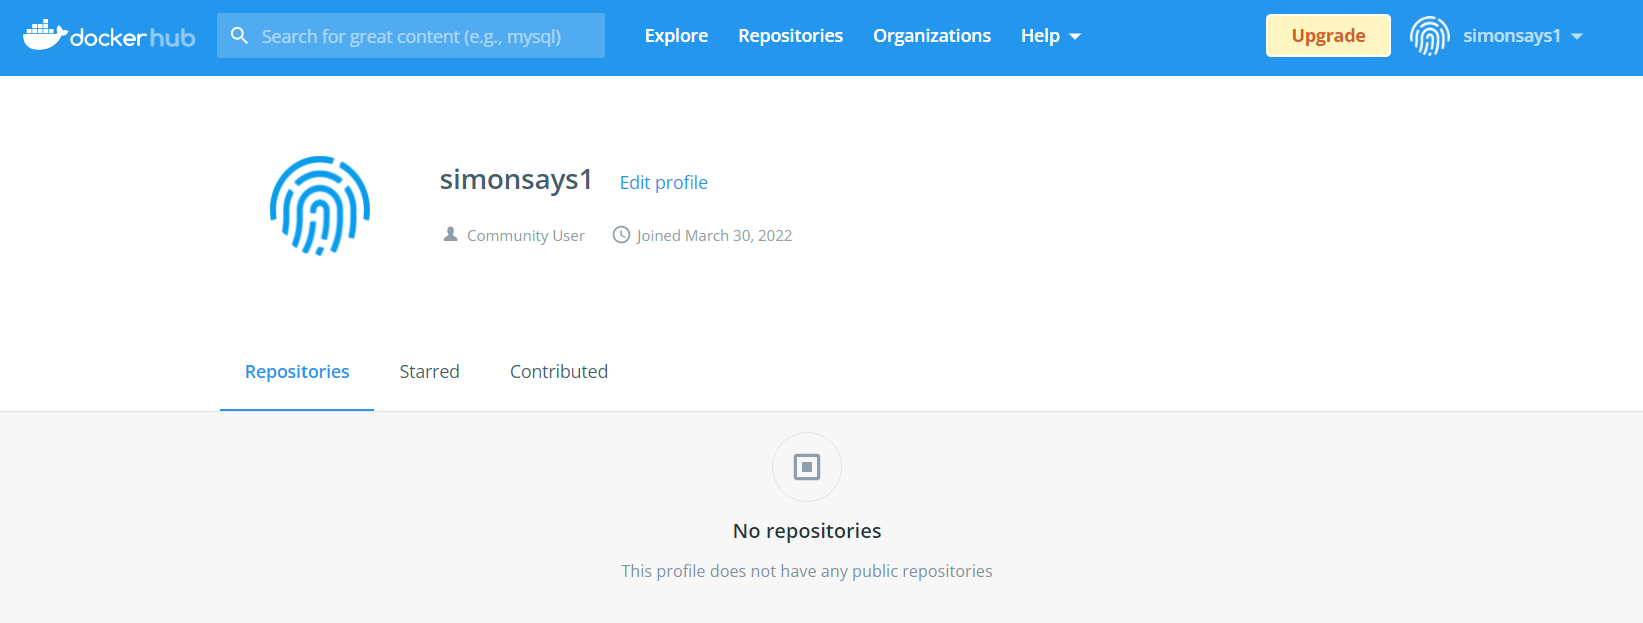 dockerhub Search for great content (e.g., mysql) Explore Repositories Organizations Help Upgrade simonsays1
simonsays1 Edit profile
Community User Joined March 30, 2022
Repositories Starred Contributed
No repositories
This profile does not have any public repositories